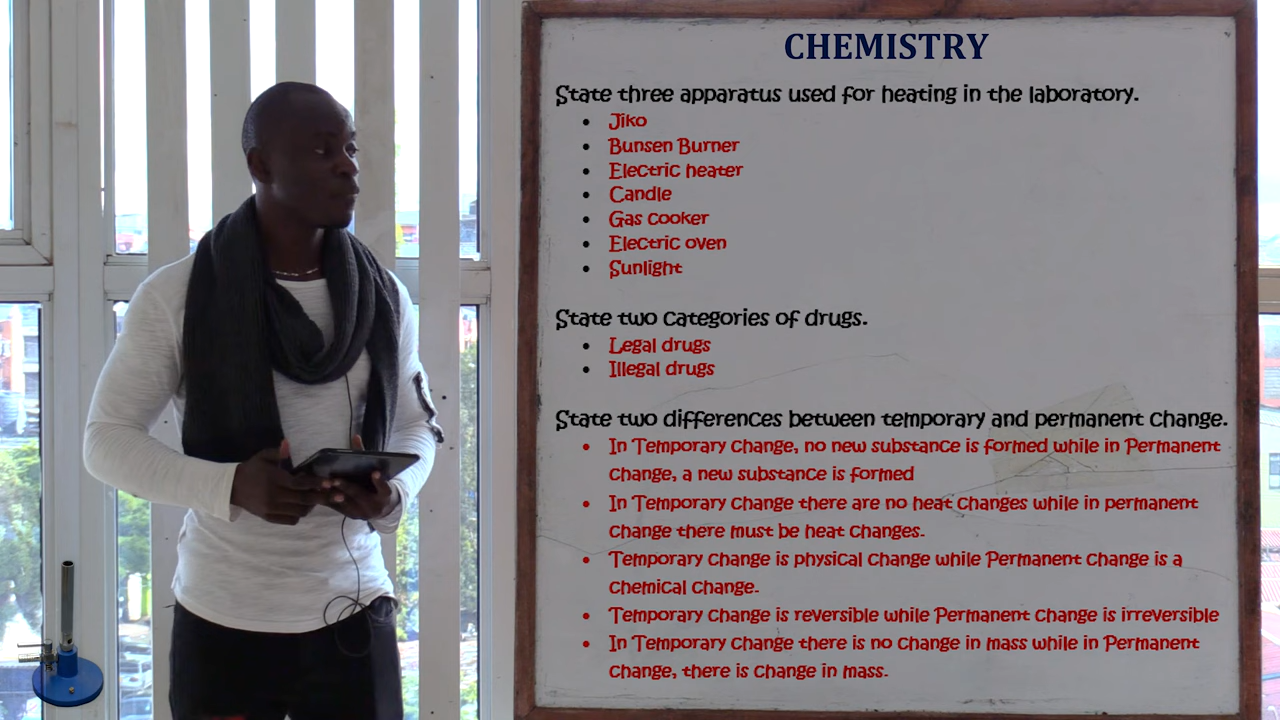 CHEMISTRY
State three apparatus used for heating in the laboratory.
• Jiko
• Bunsen Burner
• Electric heater
• Candle
• Gas cooker
• Electric oven
• Sunlight
State two categories of drugs.
• Legal drugs
• Illegal drugs
State two differences between temporary and permanent change.
• In Temporary Change, no new substance is formed while in Permanent
Change, a new substance is formed
• In Temporary Change there are no heat Changes while in permanent
Change there must be heat Changes.
• Temporary Change is physical Change while Permanent Change is a
Chemical Change.
• Temporary Change is reversible while Permanent Change is irreversible
• In Temporary Change there is no Change in mass while in Permanent
Change, there is Change in mass.